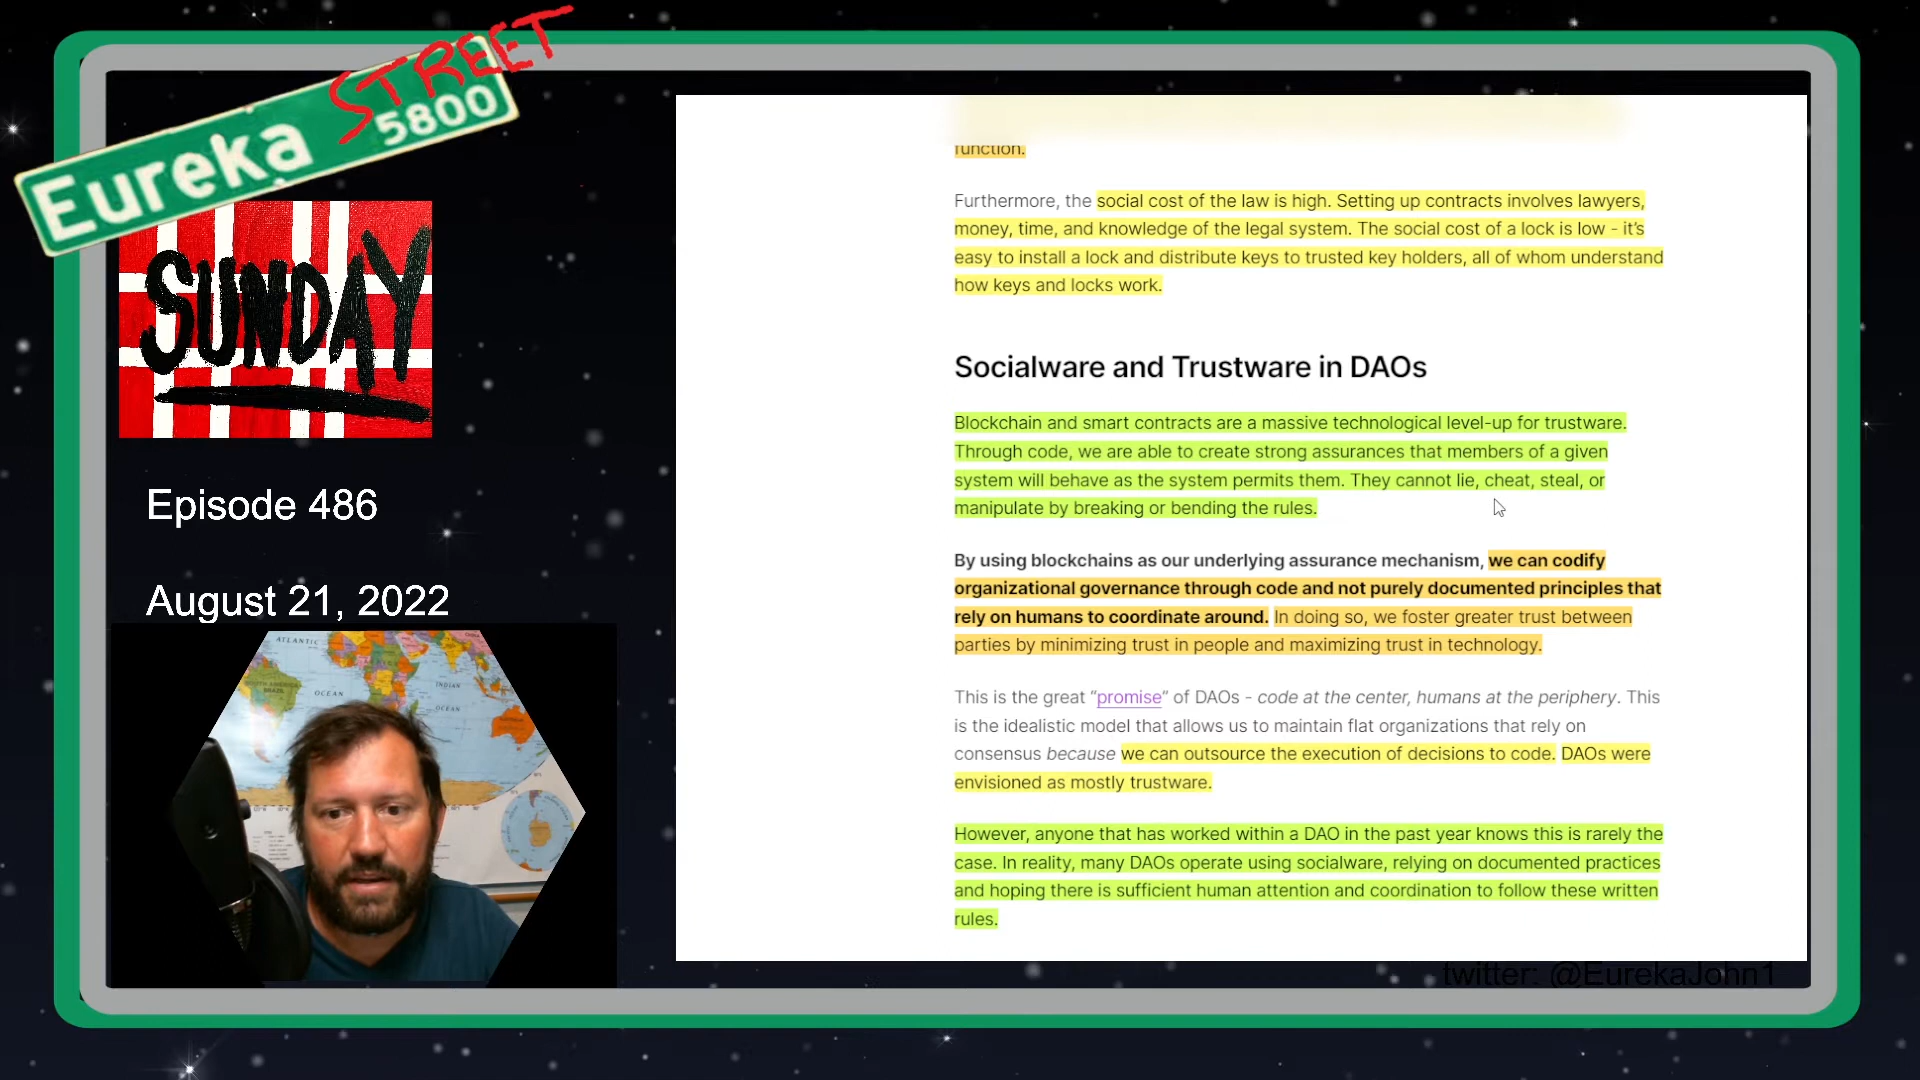 Eureka
STREET
5800
SUNDAY
Episode 486
August 21, 2022
ATLANTIC
OCEAN
INDIAN
OCEAN
function.
Furthermore, the social cost of the law is high. Setting up contracts involves lawyers,
money, time, and knowledge of the legal system. The social cost of a lock is low - it’s
easy to install a lock and distribute keys to trusted key holders, all of whom understand
how keys and locks work.
Socialware and Trustware in DAOs
Blockchain and smart contracts are a massive technological level-up for trustware.
Through code, we are able to create strong assurances that members of a given
system will behave as the system permits them. They cannot lie, cheat, steal, or
manipulate by breaking or bending the rules.
By using blockchains as our underlying assurance mechanism, we can codify
organizational governance through code and not purely documented principles that
rely on humans to coordinate around. In doing so, we foster greater trust between
parties by minimizing trust in people and maximizing trust in technology.
This is the great “promise” of DAOs - code at the center, humans at the periphery. This
is the idealistic model that allows us to maintain flat organizations that rely on
consensus because we can outsource the execution of decisions to code. DAOs were
envisioned as mostly trustware.
However, anyone that has worked within a DAO in the past year knows this is rarely the
case. In reality, many DAOs operate using socialware, relying on documented practices
and hoping there is sufficient human attention and coordination to follow these written
rules.
twitter: @EurekaJohn1